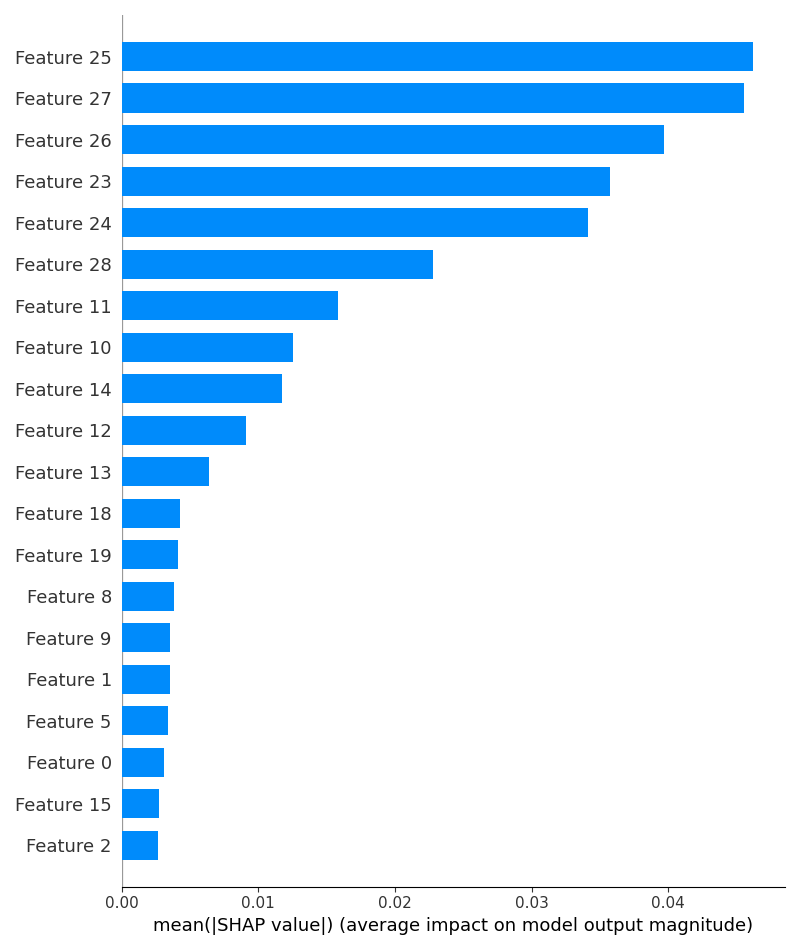 Feature 25
Feature 27
Feature 26
Feature 23
Feature 24
Feature 28
Feature 11
Feature 10
Feature 14
Feature 12
Feature 13
Feature 18
Feature 19
Feature 8
Feature 9
Feature 1
Feature 5
Feature 0
Feature 15
Feature 2
0.00 0.01 0.02 0.03 0.04
mean(|SHAP value|) (average impact on model output magnitude)